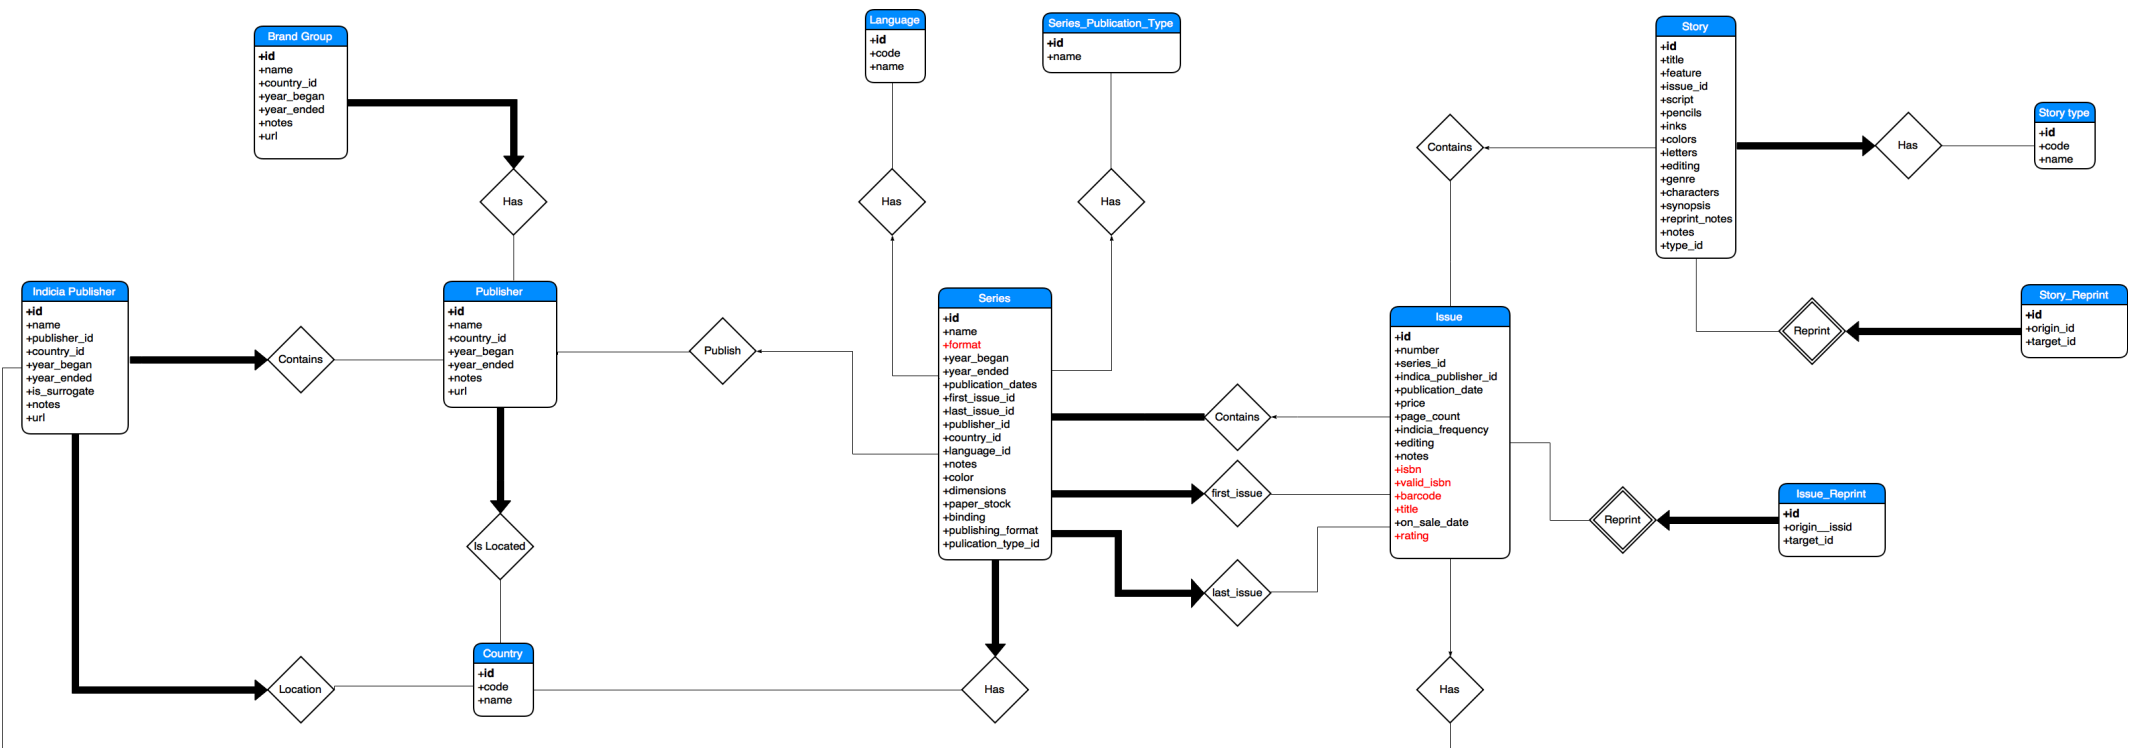 Brand Group
+id
+name
+country_id
+year_began
+year_ended
+notes
+url
Has
Language
+id
+code
+name
Has
Series_Publication_Type
+id
+name
Has
Story
+id
+title
+feature
+issue_id
+script
+pencils
+inks
+colors
+letters
+editing
+genre
+characters
+synopsis
+reprint_notes
+notes
+type_id
Contains
Has
Story type
+id
+code
+name
Indicia Publisher
+id
+name
+publisher_id
+country_id
+year_began
+year_ended
+is_surrogate
+notes
+url
Contains
Publisher
+id
+name
+country_id
+year_began
+year_ended
+notes
+url
Publish
Series
+id
+name
+format
+year_began
+year_ended
+publication_dates
+first_issue_id
+last_issue_id
+publisher_id
+country_id
+language_id
+notes
+color
+dimensions
+paper_stock
+binding
+publishing_format
+pulication_type_id
Contains
first_issue
last_issue
Issue
+id
+number
+series_id
+indica_publisher_id
+publication_date
+price
+page_count
+indicia_frequency
+editing
+notes
+isbn
+valid_isbn
+barcode
+title
+on_sale_date
+rating
Reprint
Story_Reprint
+id
+origin_id
+target_id
Reprint
Issue_Reprint
+id
+origin__issid
+target_id
Is Located
Location
Country
+id
+code
+name
Has
Has